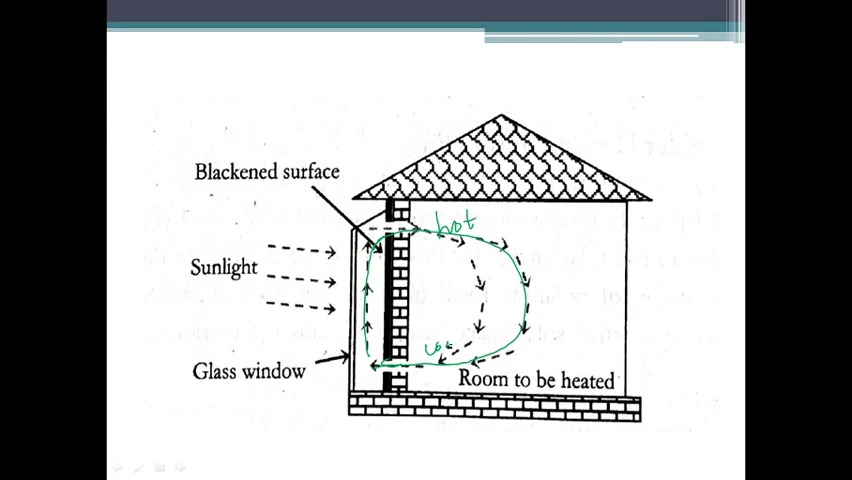 Blackened surface
hot
Sunlight
Glass window
Room to be heated